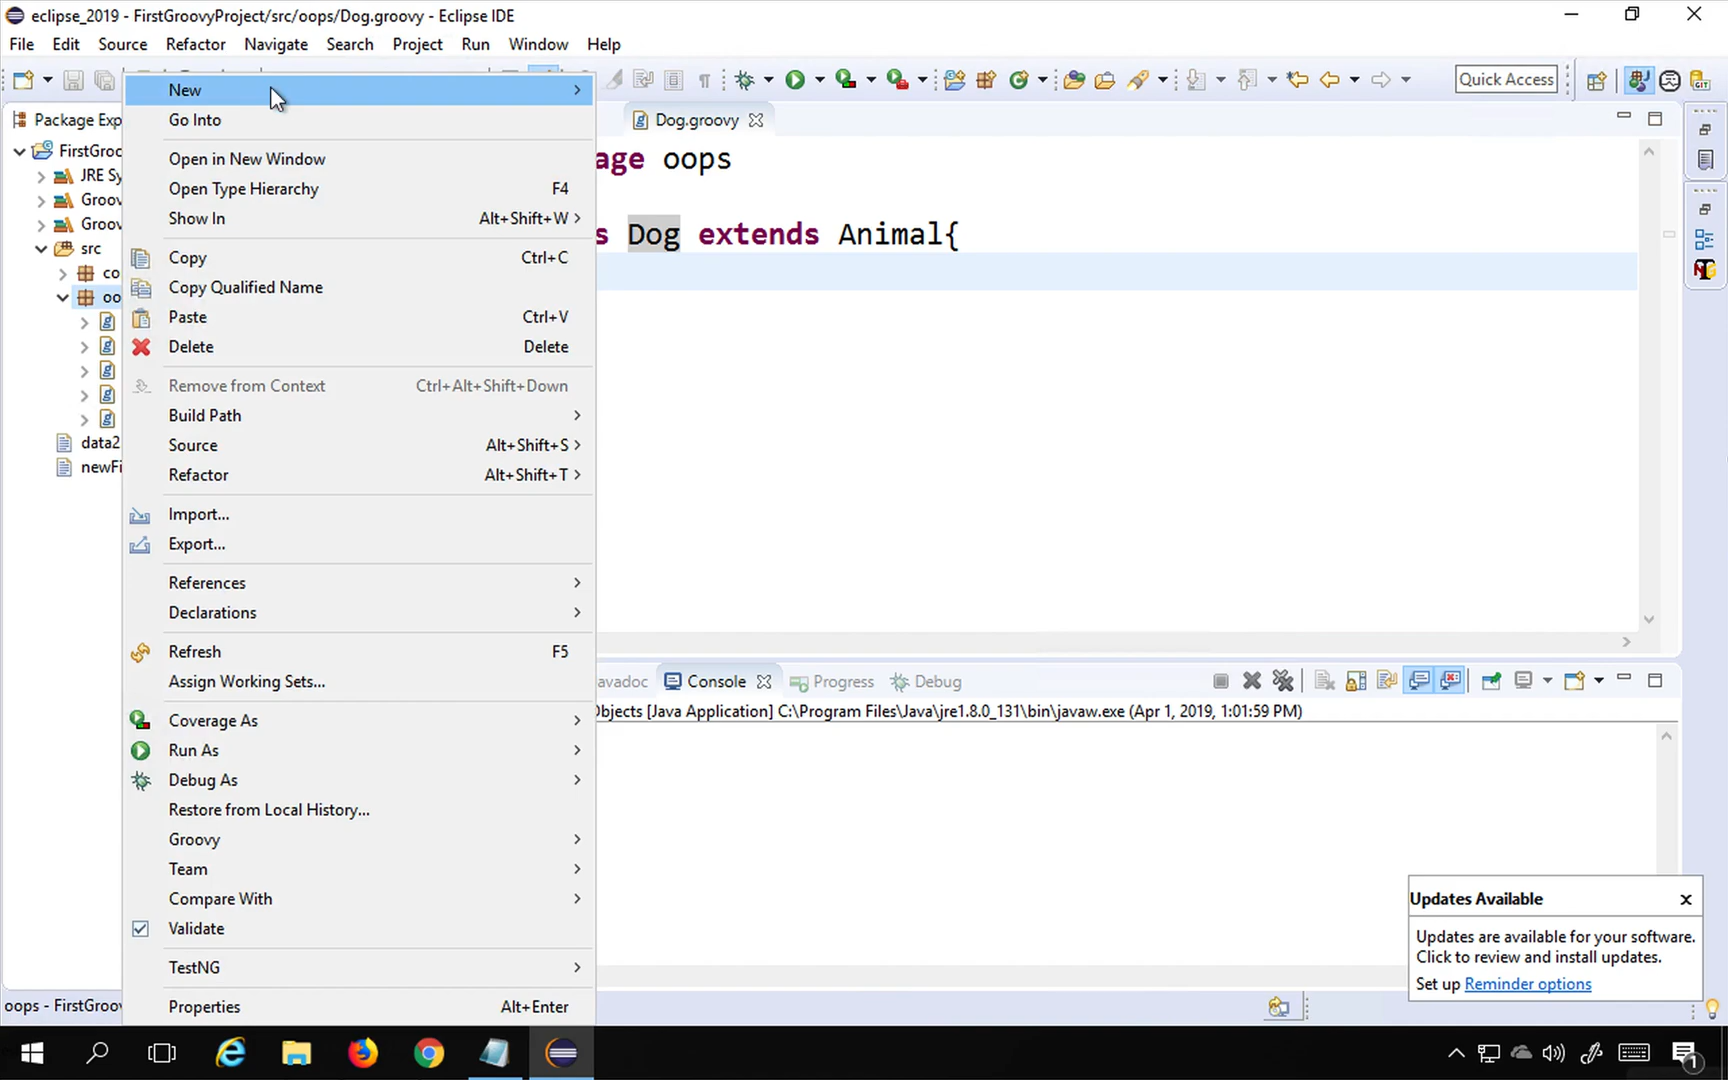 eclipse_2019 - FirstGroovyProject/src/oops/Dog.groovy - Eclipse IDE
File Edit Source Refactor Navigate Search Project Run Window Help
Quick Access
Package Exp
Dog.groovy
FirstGroo
JRE Sy
Groov
Groov
src
co
oo
data2
newFi
New
Go Into
Open in New Window
Open Type Hierarchy F4
Show In Alt+Shift+W
Copy Ctrl+C
Copy Qualified Name
Paste Ctrl+V
Delete Delete
Remove from Context Ctrl+Alt+Shift+Down
Build Path
Source Alt+Shift+S
Refactor Alt+Shift+T
Import...
Export...
References
Declarations
Refresh F5
Assign Working Sets...
Coverage As
Run As
Debug As
Restore from Local History...
Groovy
Team
Compare With
Validate
TestNG
Properties Alt+Enter
age oops
s Dog extends Animal{
avadoc Console Progress Debug
Objects [Java Application] C:\Program Files\Java\jre1.8.0_131\bin\javaw.exe (Apr 1, 2019, 1:01:59 PM)
Updates Available
Updates are available for your software.
Click to review and install updates.
Set up Reminder options
oops - FirstGroov
1